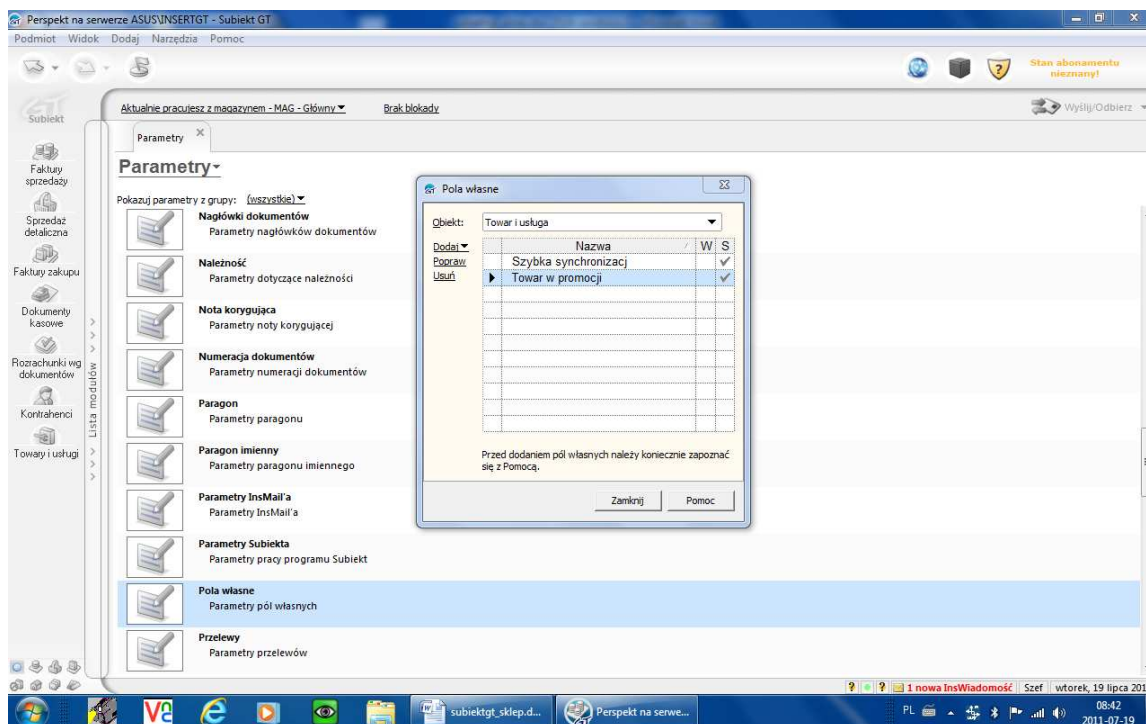 Perspekt na serwerze ASUS\INSERTGT - Subiekt GT
Podmiot Widok Dodaj Narzędzia Pomoc
Stan abonamentu
nieznany!
GT
Subiekt
Aktualnie pracujesz z magazynem - MAG - Główny
Brak blokady
Wyślij/Odbierz
Parametry
Parametry
Pokazuj parametry z grupy: (wszystkie)
Faktury
sprzedaży
Sprzedaż
detaliczna
Faktury zakupu
Dokumenty
kasowe
Rozrachunki wg
dokumentów
Kontrahenci
Towary i usługi
Lista modułów
Nagłówki dokumentów
Parametry nagłówków dokumentów
Należność
Parametry dotyczące należności
Nota korygująca
Parametry noty korygującej
Numeracja dokumentów
Parametry numeracji dokumentów
Paragon
Parametry paragonu
Paragon imienny
Parametry paragonu imiennego
Parametry InsMail'a
Parametry InsMail'a
Parametry Subiekta
Parametry pracy programu Subiekt
Pola własne
Parametry pól własnych
Przelewy
Parametry przelewów
Pola własne
Obiekt: Towar i usługa
Dodaj
Popraw
Usuń
Nazwa W S
Szybka synchronizacj
Towar w promocji
Przed dodaniem pól własnych należy koniecznie zapoznać
się z Pomocą.
Zamknij Pomoc
1 nowa InsWiadomość Szef wtorek, 19 lipca 201
subiektgt_sklep.d... Perspekt na serwe...
PL 08:42